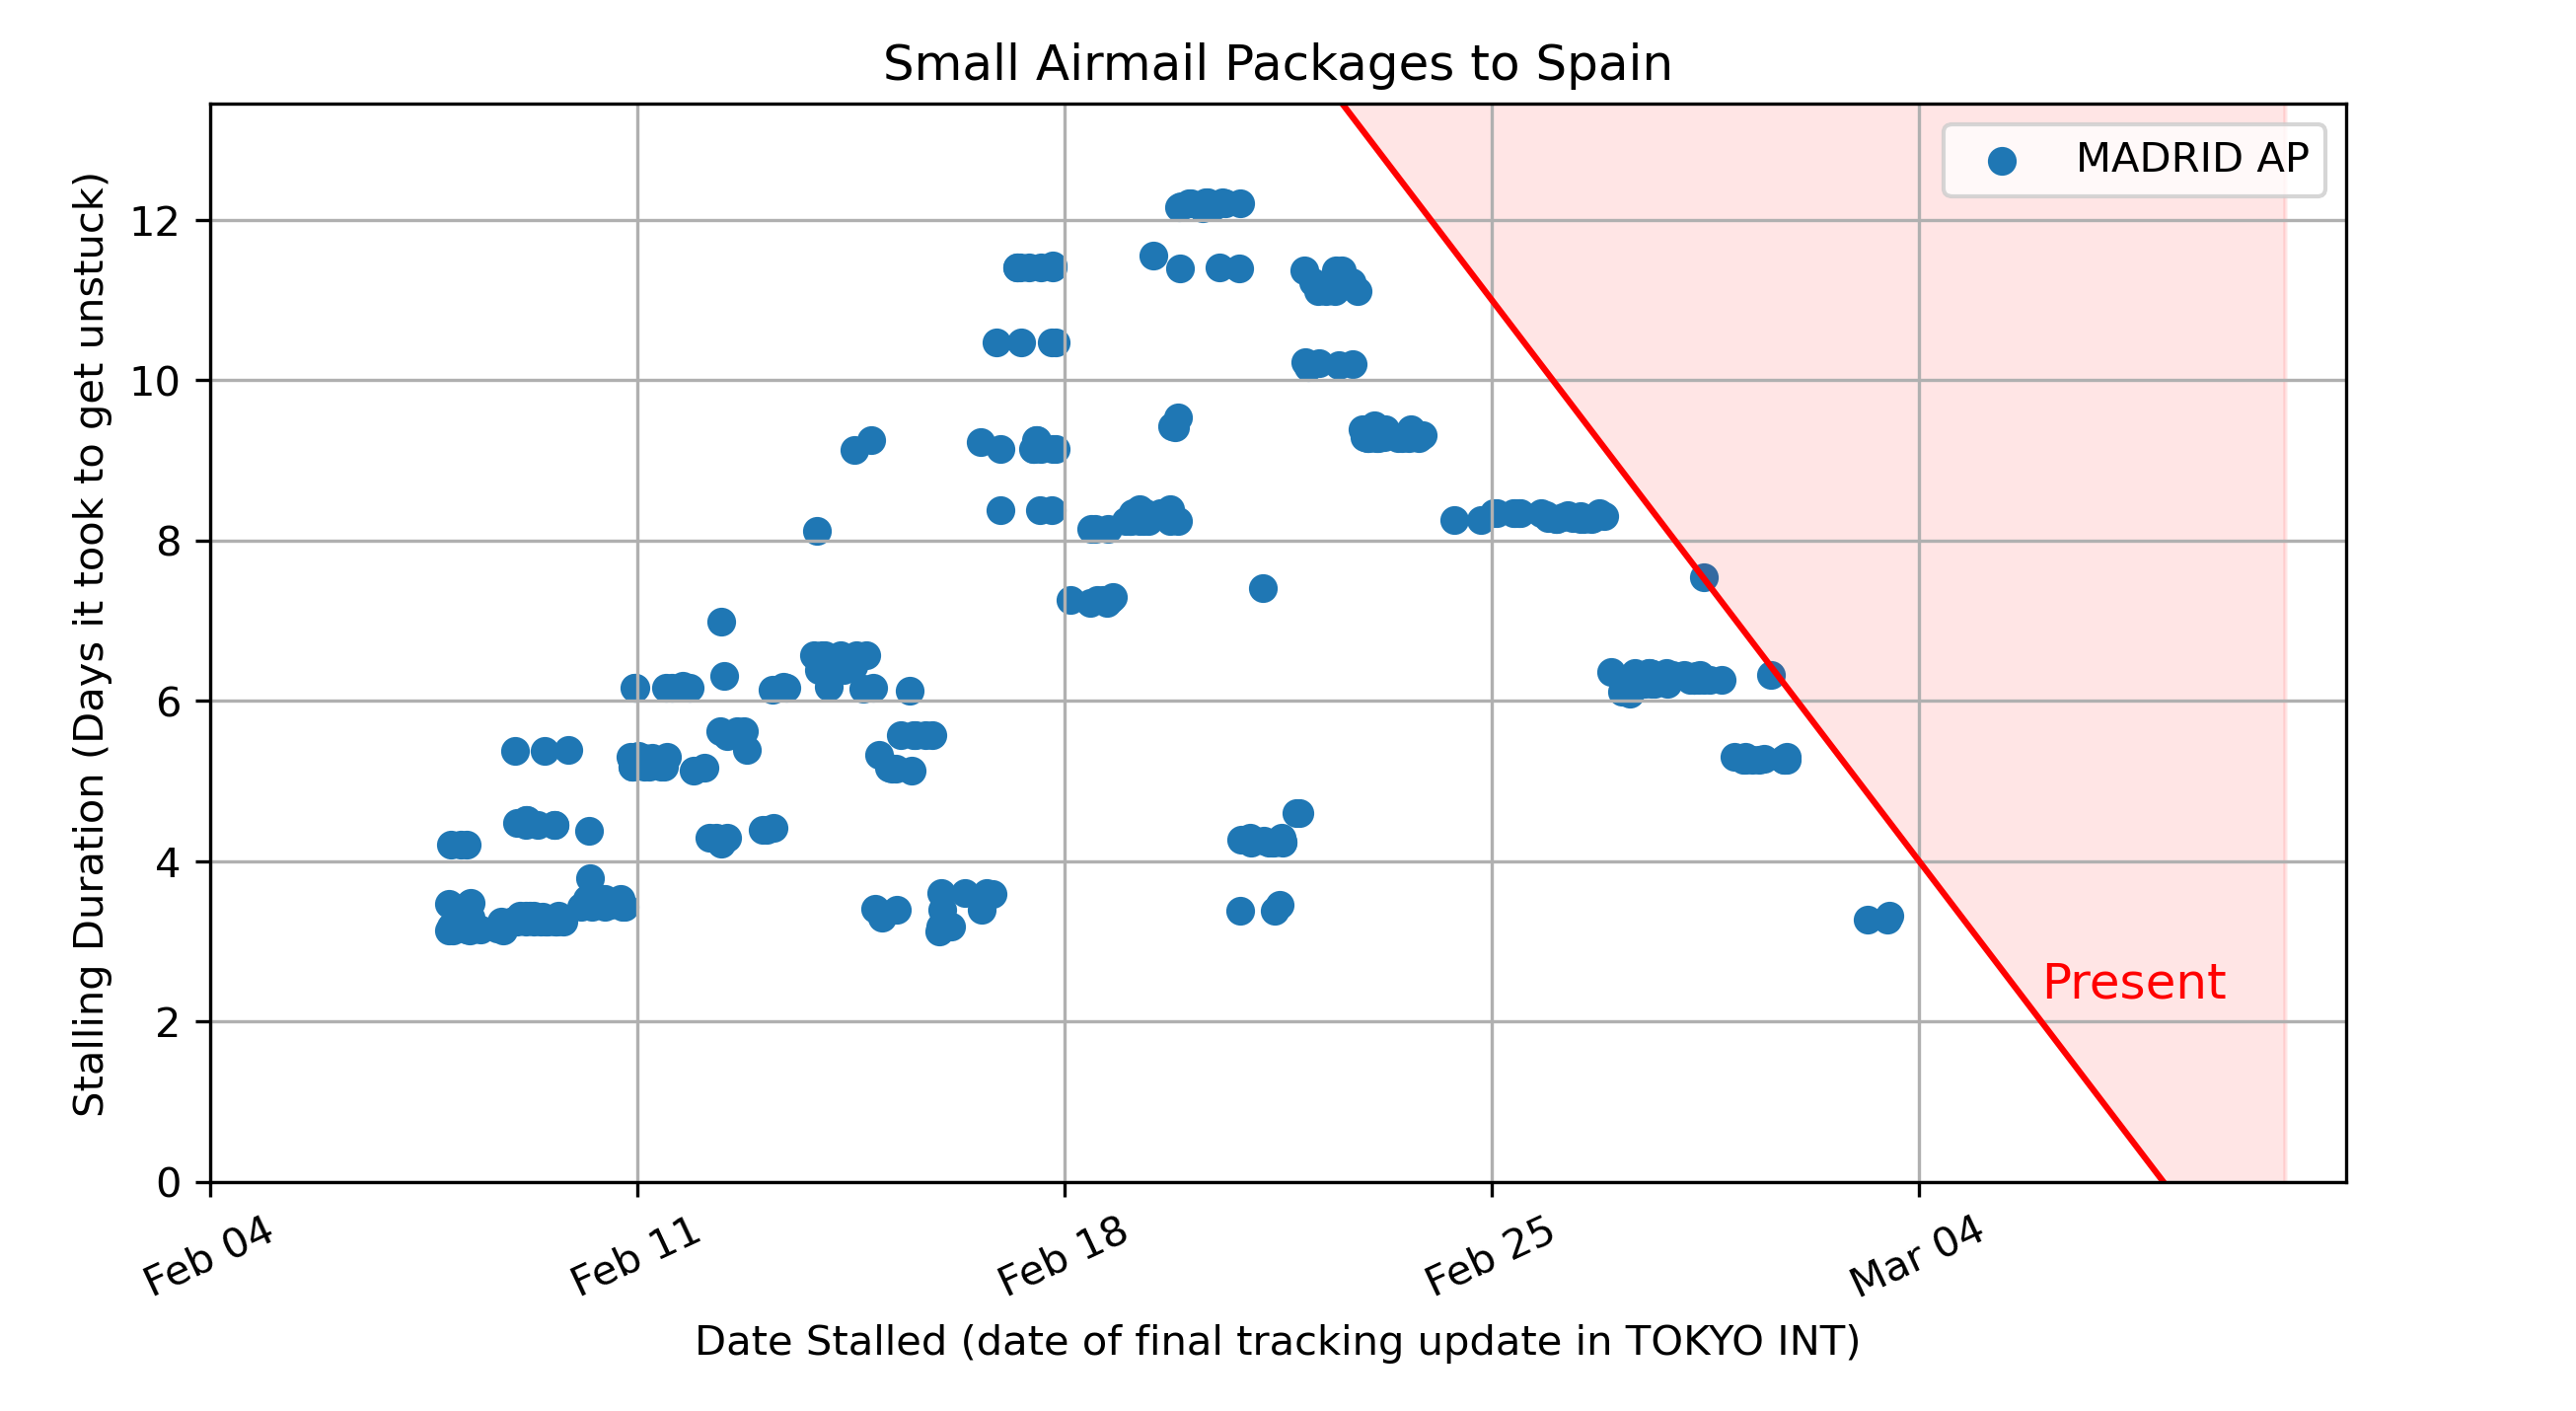 Small Airmail Packages to Spain
MADRID AP
Stalling Duration (Days it took to get unstuck)
12
10
8
6
4
2
0
Present
Feb 04
Feb 11
Feb 18
Feb 25
Mar 04
Date Stalled (date of final tracking update in TOKYO INT)